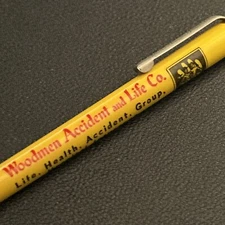 Woodmen Accident and Life Co.
Life. Health. Accident. Group.